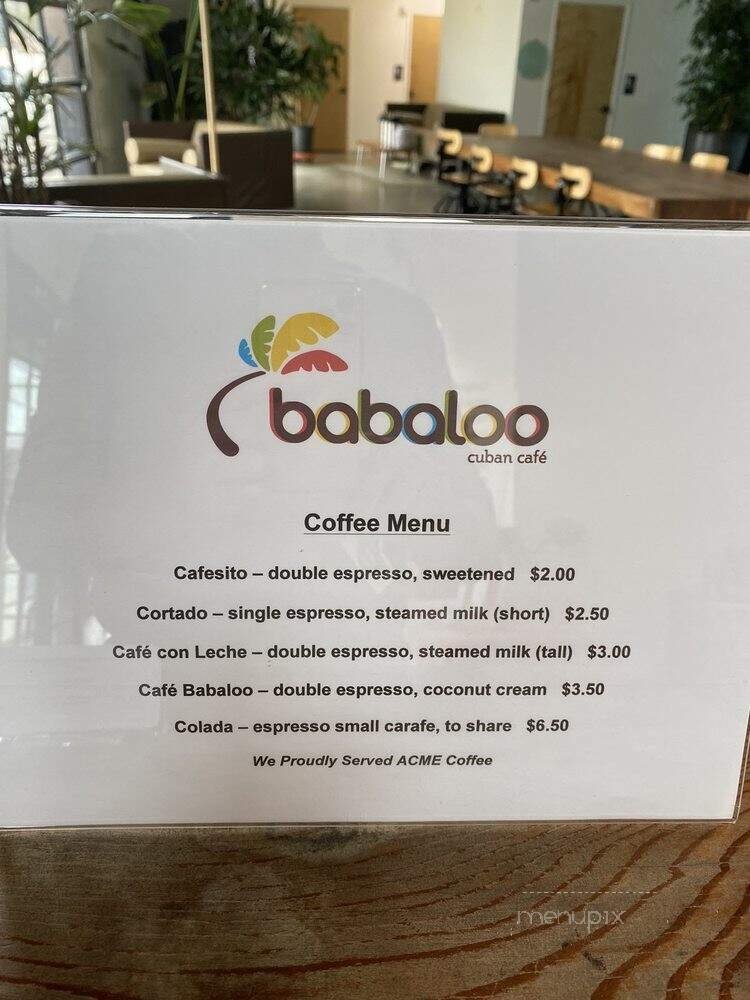 babaloo
cuban café
Coffee Menu
Cafesito – double espresso, sweetened $2.00
Cortado – single espresso, steamed milk (short) $2.50
Café con Leche – double espresso, steamed milk (tall) $3.00
Café Babaloo – double espresso, coconut cream $3.50
Colada – espresso small carafe, to share $6.50
We Proudly Served ACME Coffee
menupix